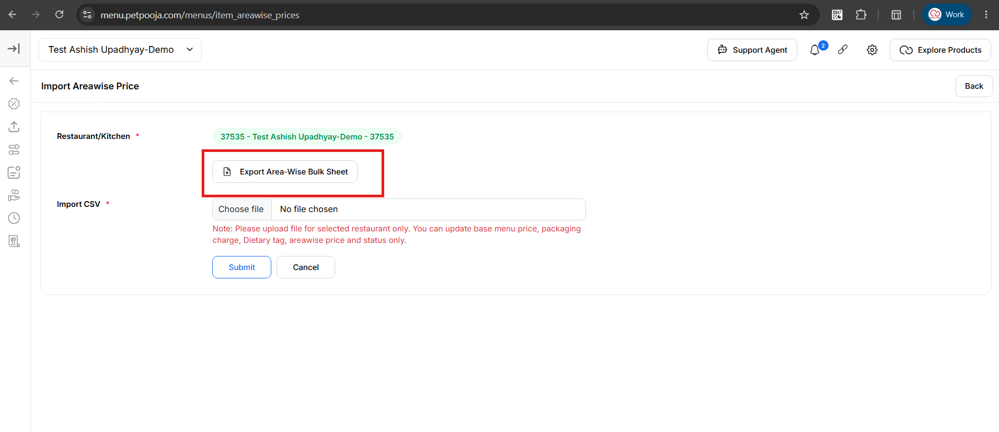 menu.petpooja.com/menus/item_areawise_prices
Work
Test Ashish Upadhyay-Demo
Support Agent
2
Explore Products
Import Areawise Price
Back
Restaurant/Kitchen *
37535 - Test Ashish Upadhyay-Demo - 37535
Export Area-Wise Bulk Sheet
Import CSV *
Choose file No file chosen
Note: Please upload file for selected restaurant only. You can update base menu price, packaging
charge, Dietary tag, areawise price and status only.
Submit Cancel